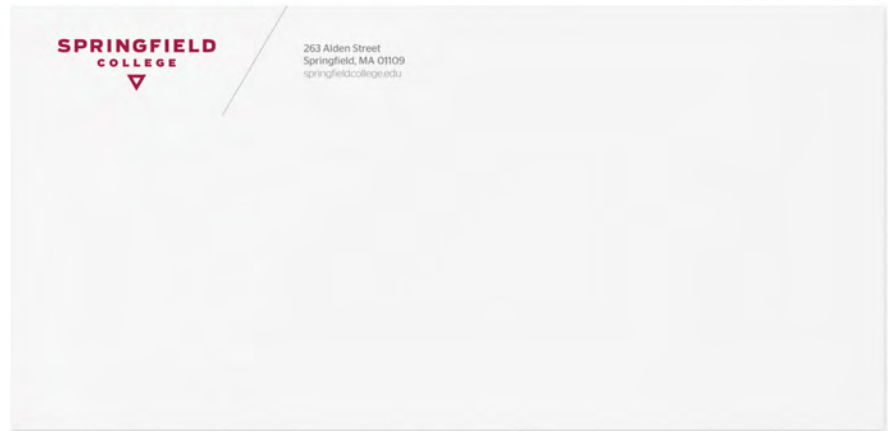 SPRINGFIELD
COLLEGE
263 Alden Street
Springfield, MA 01109
springfieldcollege.edu